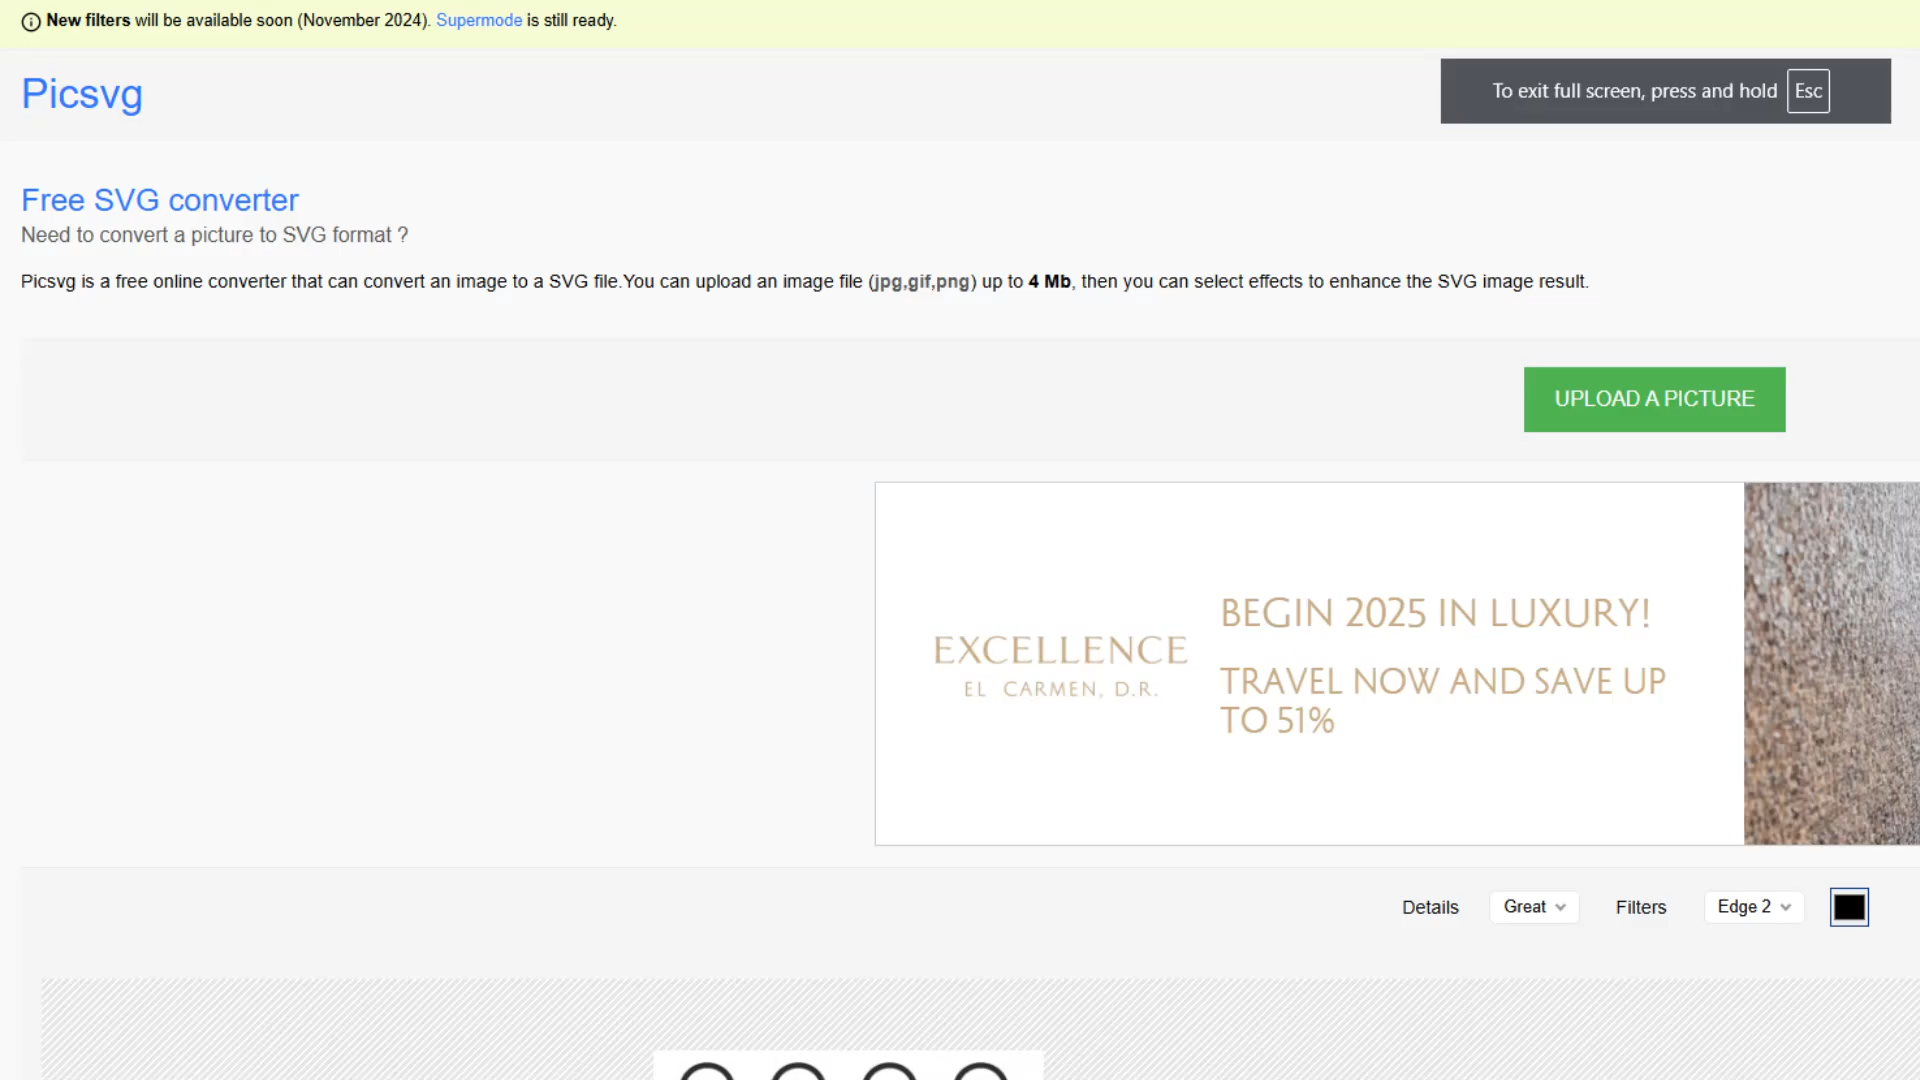 New filters will be available soon (November 2024). Supermode is still ready.
Picsvg
To exit full screen, press and hold Esc
Free SVG converter
Need to convert a picture to SVG format ?
Picsvg is a free online converter that can convert an image to a SVG file.You can upload an image file (jpg,gif,png) up to 4 Mb, then you can select effects to enhance the SVG image result.
UPLOAD A PICTURE
EXCELLENCE
EL CARMEN, D.R.
BEGIN 2025 IN LUXURY!
TRAVEL NOW AND SAVE UP
TO 51%
Details Great Filters Edge 2